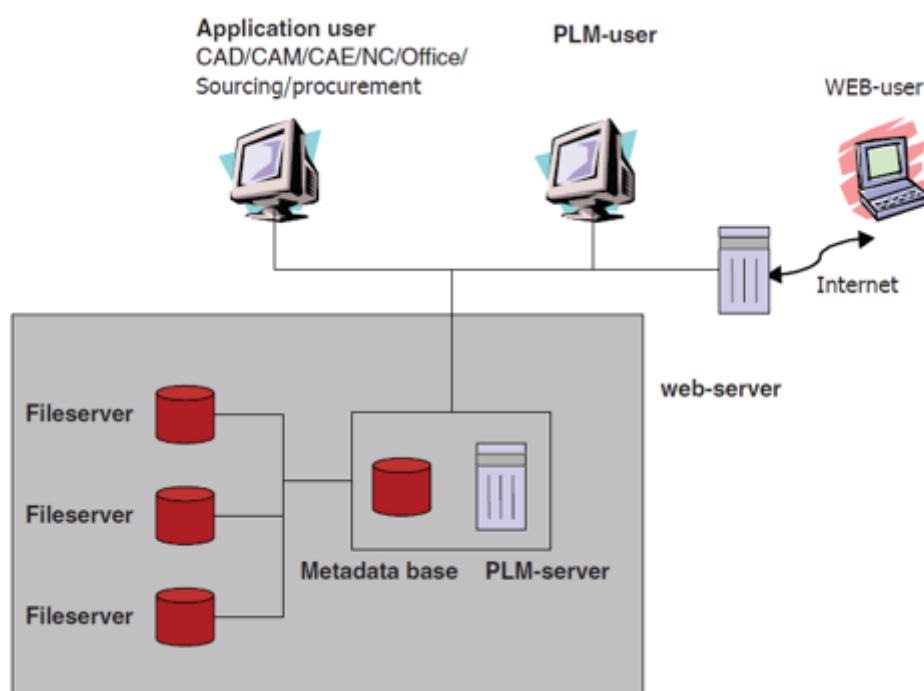 Application user
CAD/CAM/CAE/NC/Office/
Sourcing/procurement
PLM-user
WEB-user
Internet
web-server
Fileserver
Fileserver
Fileserver
Metadata base
PLM-server